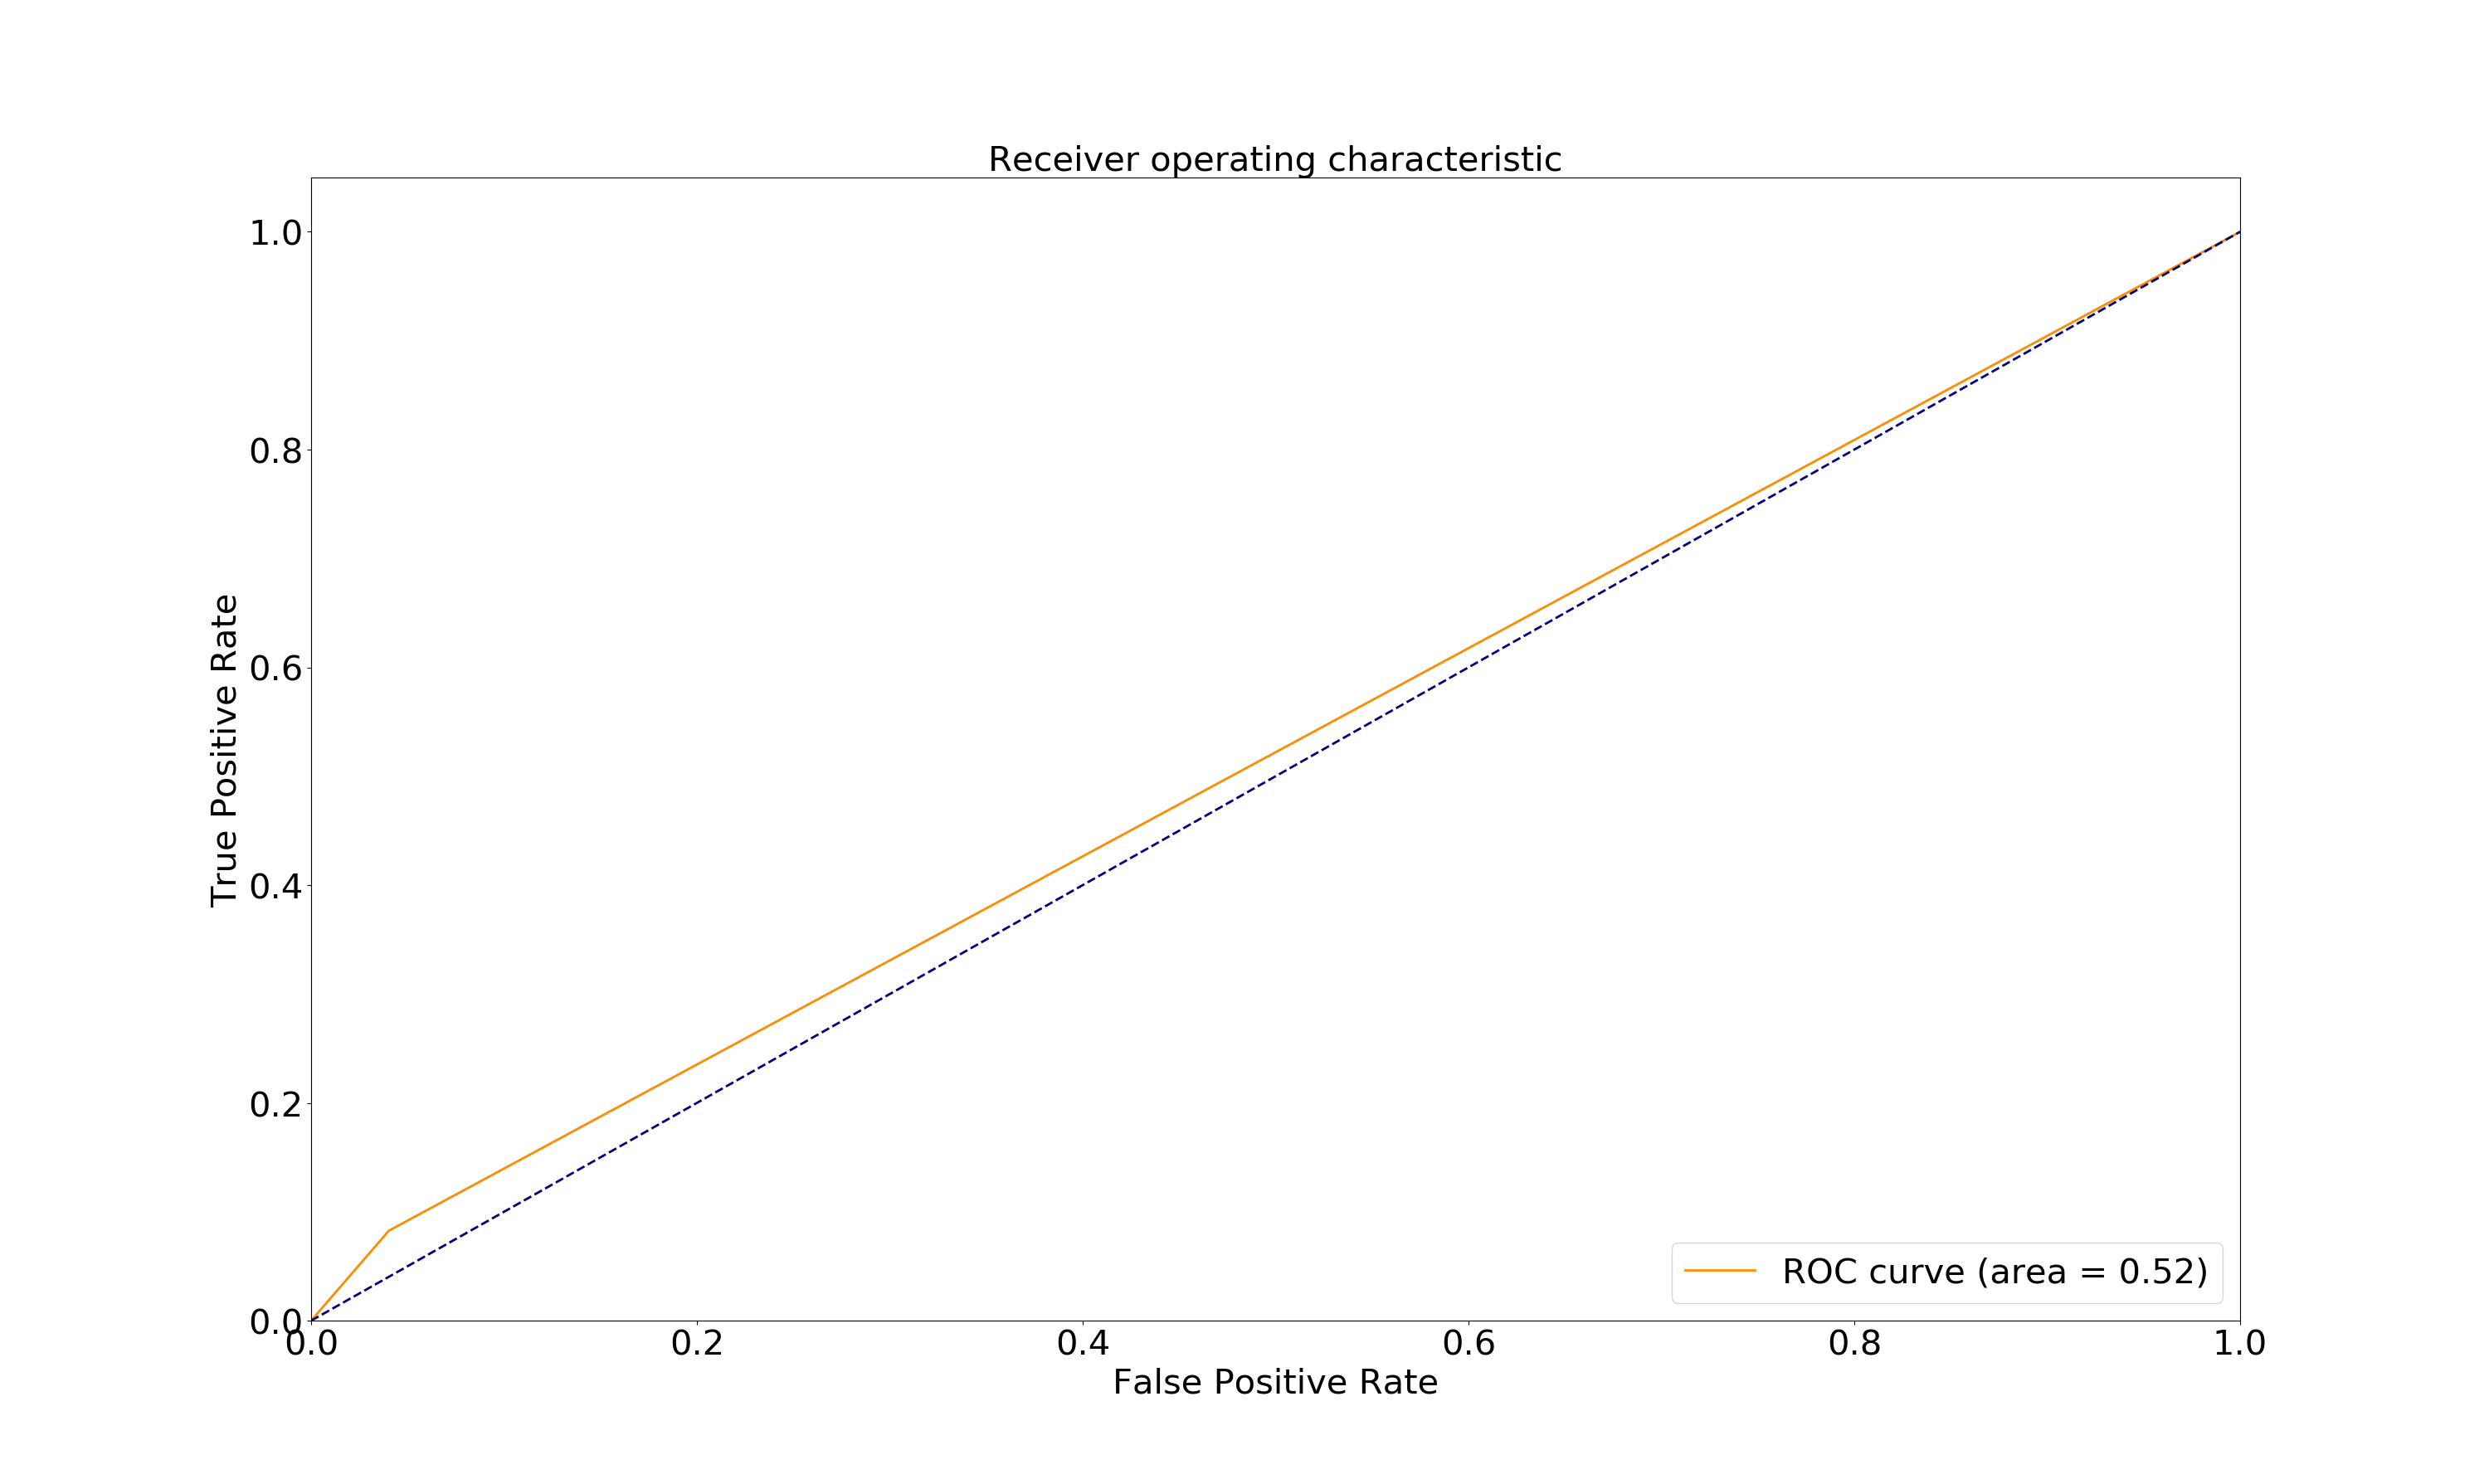 Receiver operating characteristic
1.0
0.8
0.6
0.4
0.2
0.0
True Positive Rate
ROC curve (area = 0.52)
0.0 0.2 0.4 0.6 0.8 1.0
False Positive Rate